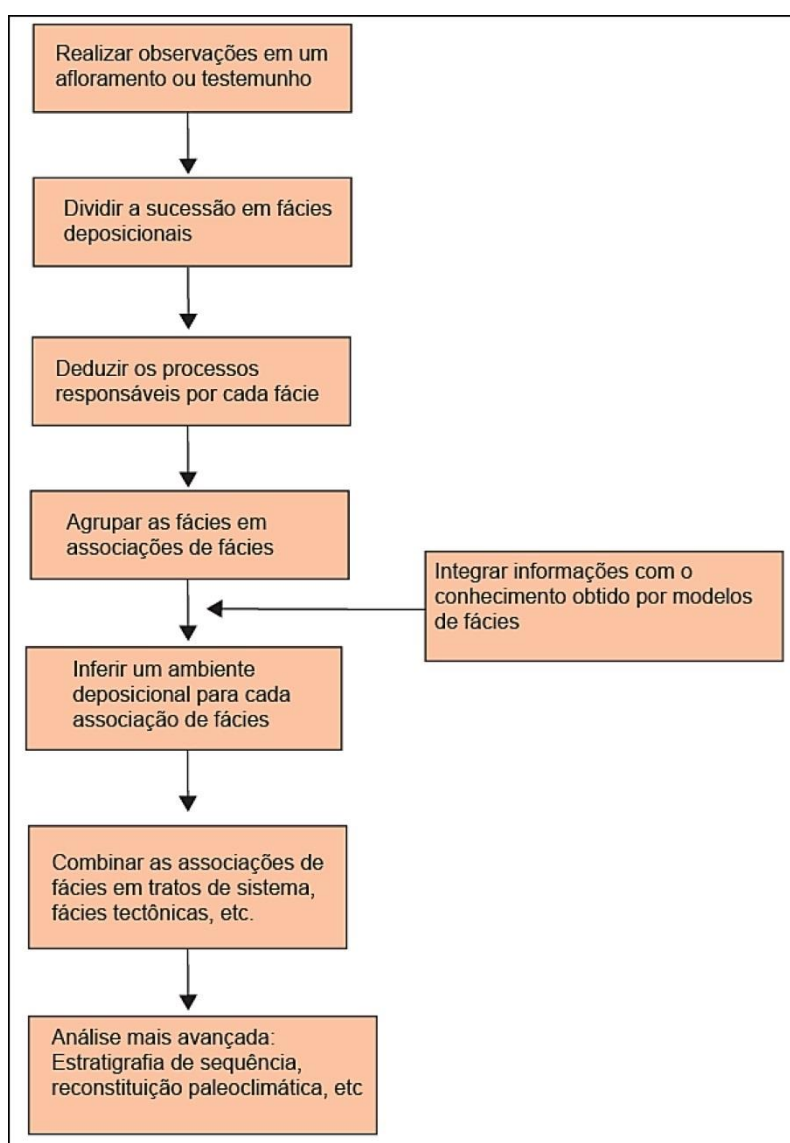 Realizar observações em um
afloramento ou testemunho
Dividir a sucessão em fácies
deposicionais
Deduzir os processos
responsáveis por cada fácie
Agrupar as fácies em
associações de fácies
Integrar informações com o
conhecimento obtido por modelos
de fácies
Inferir um ambiente
deposicional para cada
associação de fácies
Combinar as associações de
fácies em tratos de sistema,
fácies tectônicas, etc.
Análise mais avançada:
Estratigrafia de sequência,
reconstituição paleoclimática, etc